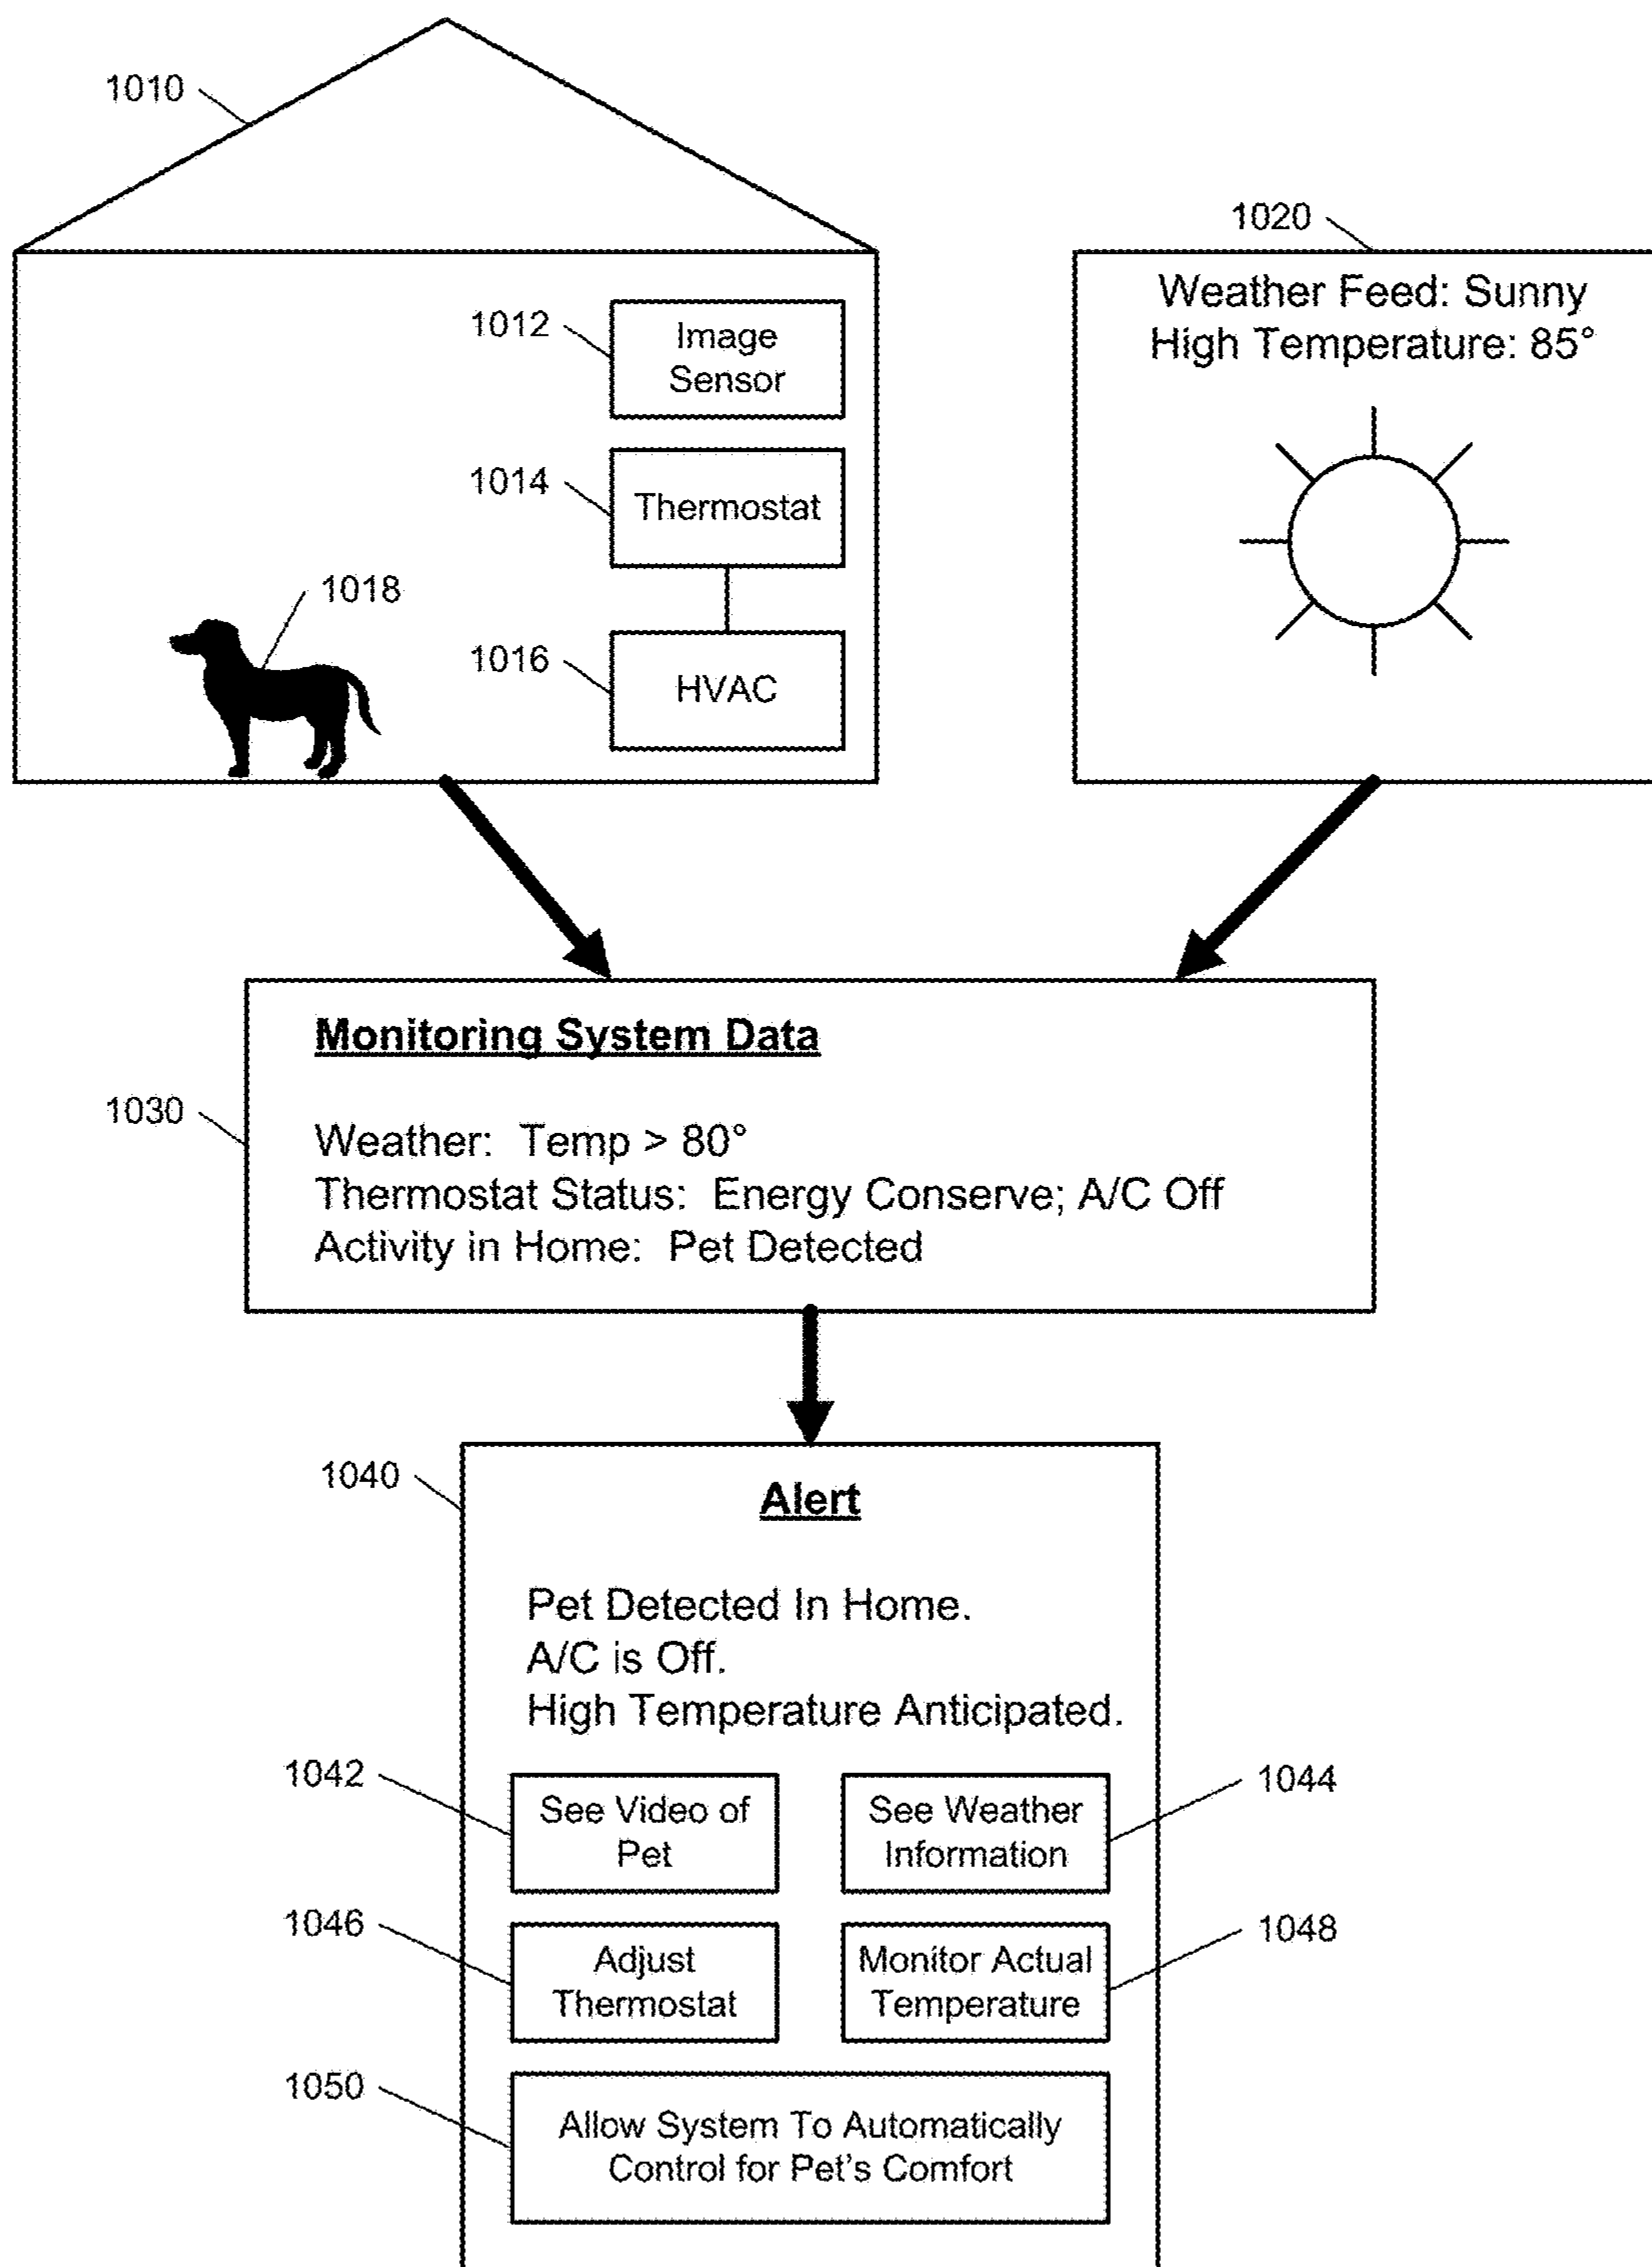 1010
1020
Weather Feed: Sunny
High Temperature: 85°
1012
Image
Sensor
1014
Thermostat
1018
1016
HVAC
Monitoring System Data
1030
Weather: Temp > 80°
Thermostat Status: Energy Conserve; A/C Off
Activity in Home: Pet Detected
1040
Alert
Pet Detected In Home.
A/C is Off.
High Temperature Anticipated.
1042
See Video of
Pet
1044
See Weather
Information
1046
Adjust
Thermostat
1048
Monitor Actual
Temperature
1050
Allow System To Automatically
Control for Pet's Comfort